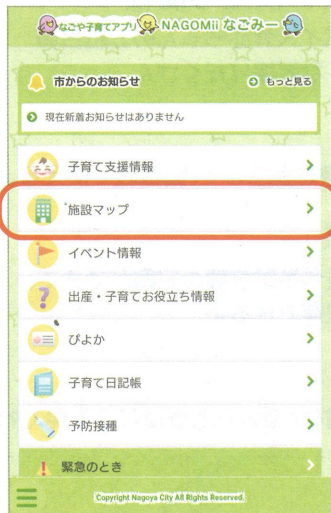 なごや子育てアプリ NAGOMii なごみー
市からのお知らせ
もっと見る
現在新着お知らせはありません
子育て支援情報
施設マップ
イベント情報
出産・子育てお役立ち情報
ぴよか
子育て日記帳
予防接種
緊急のとき
Copyright Nagoya City All Rights Reserved.